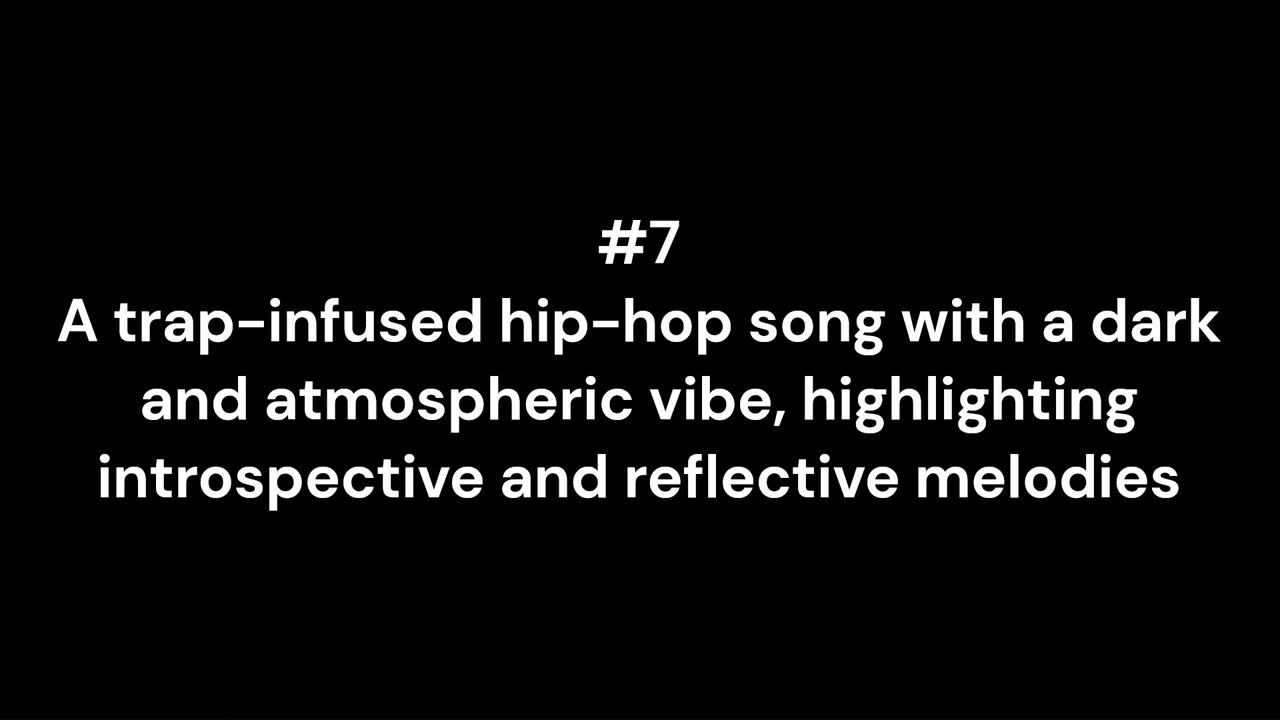 #7
A trap-infused hip-hop song with a dark
and atmospheric vibe, highlighting
introspective and reflective melodies